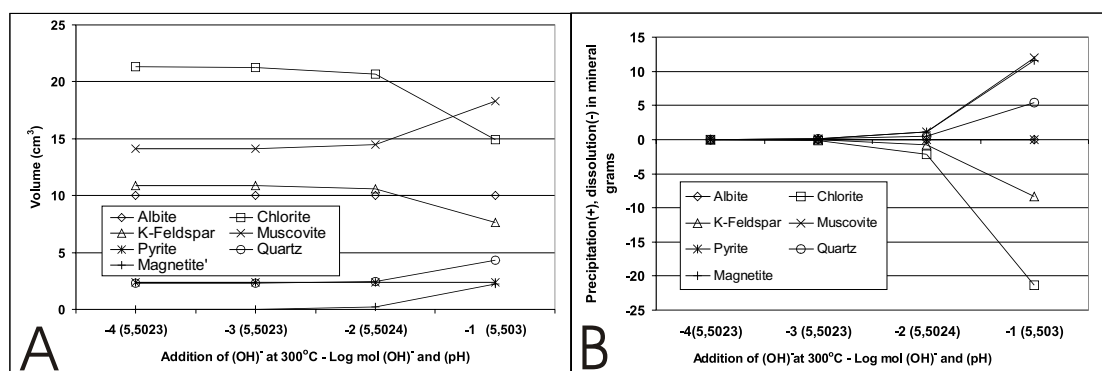 25
20
15
10
5
0
Volume (cm³)
Albite Chlorite
K-Feldspar Muscovite
Pyrite Quartz
Magnetite'
-4 (5,5023) -3 (5,5023) -2 (5,5024) -1 (5,503)
Addition of (OH)⁻ at 300°C - Log mol (OH)⁻ and (pH)
A
15
10
5
0
-5
-10
-15
-20
-25
Precipitation(+), dissolution(-) in mineral
grams
Albite Chlorite
K-Feldspar Muscovite
Pyrite Quartz
Magnetite
-4(5,5023) -3 (5,5023) -2 (5,5024) -1 (5,503)
Addition of (OH)⁻at 300°C - Log mol (OH)⁻ and (pH)
B